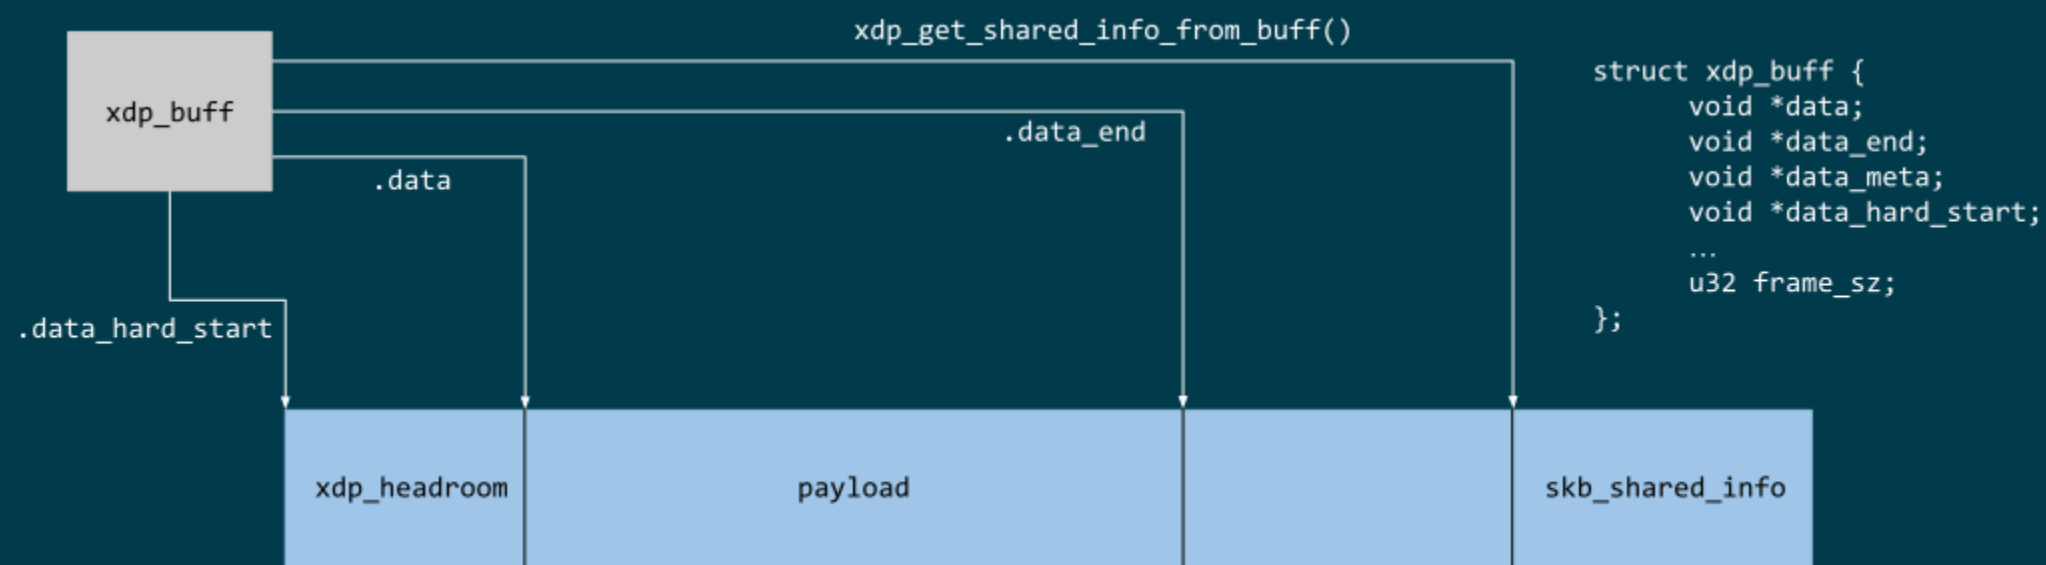 xdp_get_shared_info_from_buff()
xdp_buff
.data_end
.data
.data_hard_start
struct xdp_buff {
void *data;
void *data_end;
void *data_meta;
void *data_hard_start;
...
u32 frame_sz;
};
xdp_headroom
payload
skb_shared_info